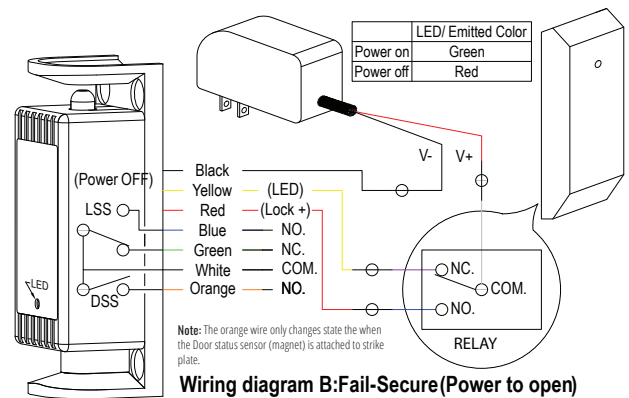 LED/ Emitted Color
Power on Green
Power off Red
V- V+
(Power OFF)
Black
Yellow (LED)
LSS Red (Lock +)
Blue NO.
Green NC.
White COM.
LED
DSS Orange NO.
NC.
COM.
NO.
RELAY
Note: The orange wire only changes state the when
the Door status sensor (magnet) is attached to strike
plate.
Wiring diagram B:Fail-Secure(Power to open)